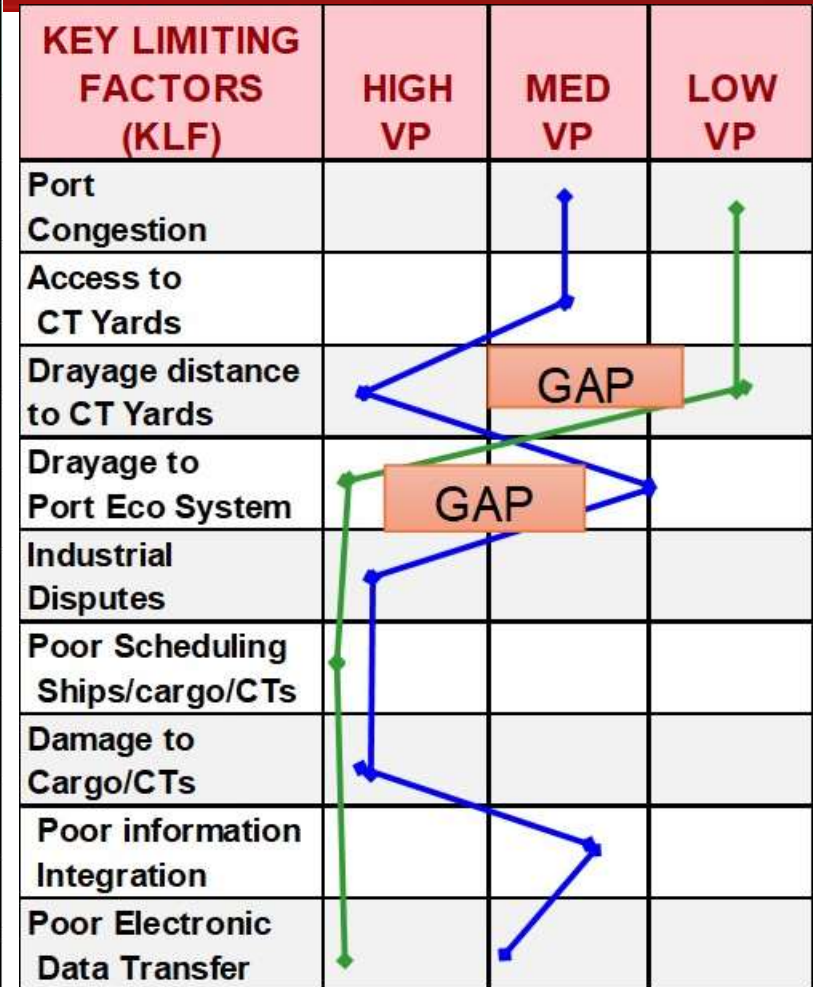 KEY LIMITING
FACTORS
(KLF)
HIGH
VP
MED
VP
LOW
VP
Port
Congestion
Access to
CT Yards
Drayage distance
to CT Yards
GAP
Drayage to
Port Eco System
GAP
Industrial
Disputes
Poor Scheduling
Ships/cargo/CTs
Damage to
Cargo/CTs
Poor information
Integration
Poor Electronic
Data Transfer